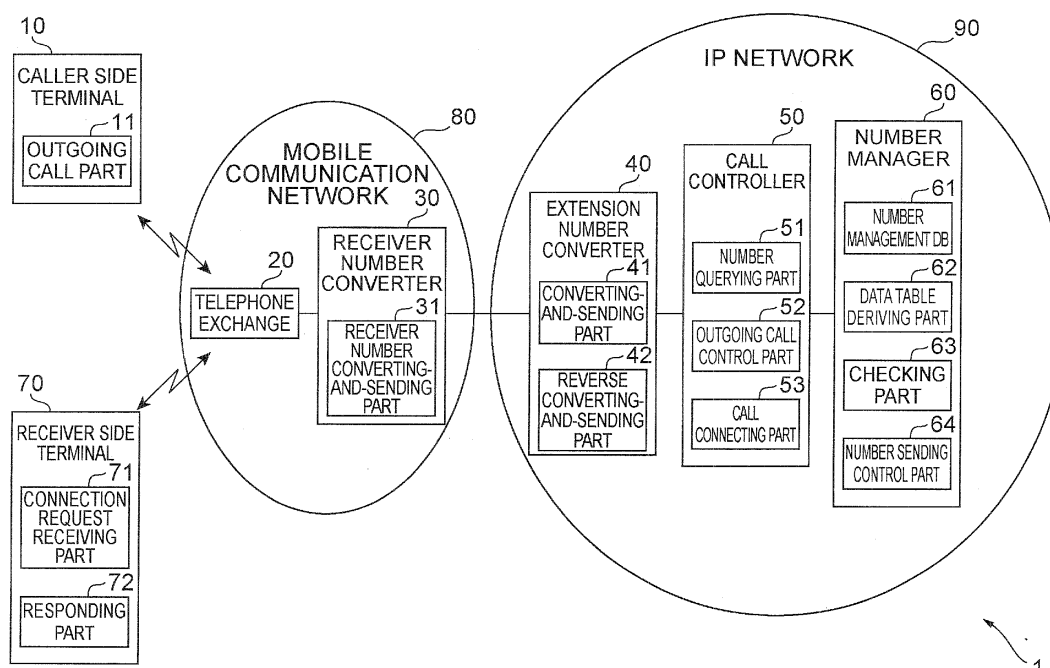 10
CALLER SIDE
TERMINAL
11
OUTGOING
CALL PART
80
MOBILE
COMMUNICATION
NETWORK
20
TELEPHONE
EXCHANGE
30
RECEIVER
NUMBER
CONVERTER
31
RECEIVER
NUMBER
CONVERTING-
AND-SENDING
PART
70
RECEIVER SIDE
TERMINAL
71
CONNECTION
REQUEST
RECEIVING
PART
72
RESPONDING
PART
90
IP NETWORK
40
EXTENSION
NUMBER
CONVERTER
41
CONVERTING-
AND-SENDING
PART
42
REVERSE
CONVERTING-
AND-SENDING
PART
50
CALL
CONTROLLER
51
NUMBER
QUERYING PART
52
OUTGOING CALL
CONTROL PART
53
CALL
CONNECTING PART
60
NUMBER
MANAGER
61
NUMBER
MANAGEMENT DB
62
DATA TABLE
DERIVING PART
63
CHECKING
PART
64
NUMBER SENDING
CONTROL PART
1